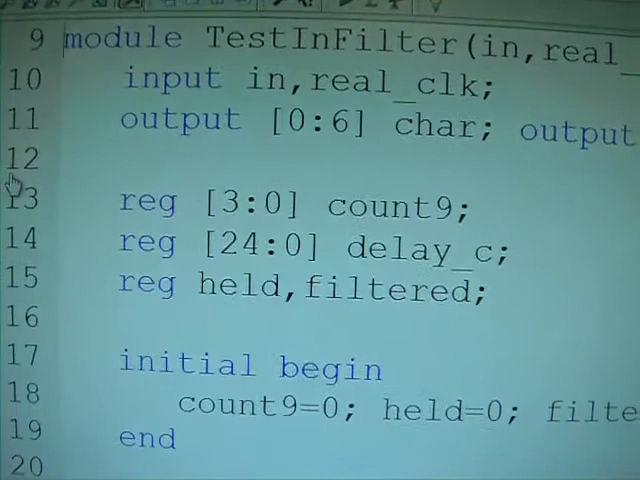 9 module TestInFilter(in,real_
10 input in,real_clk;
11 output [0:6] char; output
12
13 reg [3:0] count9;
14 reg [24:0] delay_c;
15 reg held,filtered;
16
17 initial begin
18 count9=0; held=0; filte
19 end
20